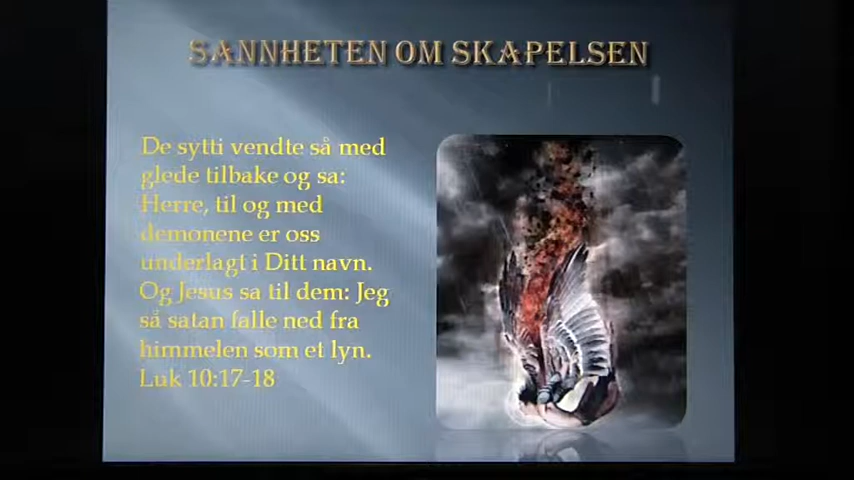 SANNHETEN OM SKAPELSEN
De sytti vendte så med
glede tilbake og sa:
Herre, til og med
demonene er oss
underlagt i Ditt navn.
Og Jesus sa til dem: Jeg
så satan falle ned fra
himmelen som et lyn.
Luk 10:17-18